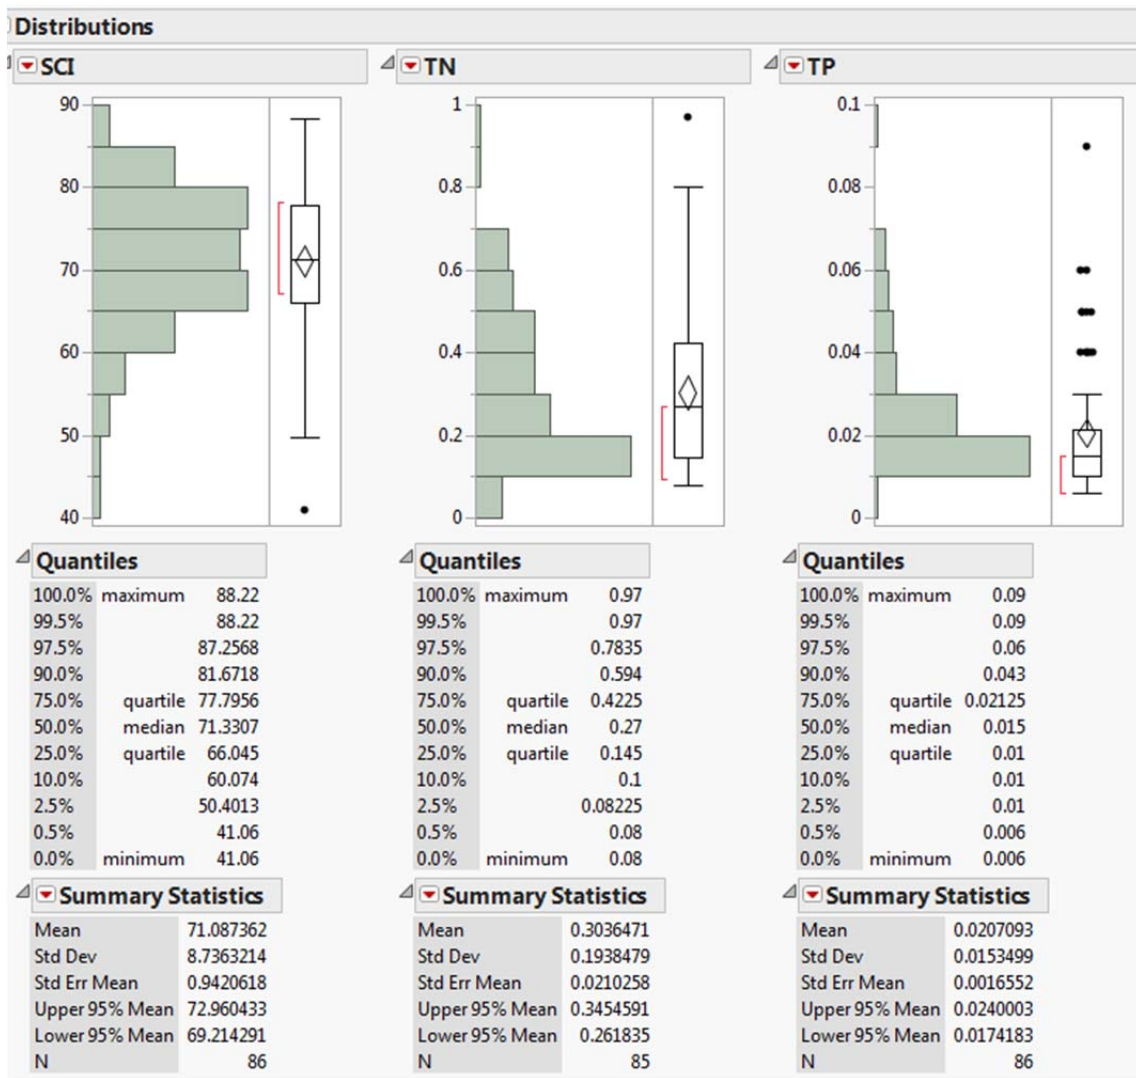 Distributions
SCI
90
80
70
60
50
40
Quantiles
100.0% maximum 88.22
99.5% 88.22
97.5% 87.2568
90.0% 81.6718
75.0% quartile 77.7956
50.0% median 71.3307
25.0% quartile 66.045
10.0% 60.074
2.5% 50.4013
0.5% 41.06
0.0% minimum 41.06
Summary Statistics
Mean 71.087362
Std Dev 8.7363214
Std Err Mean 0.9420618
Upper 95% Mean 72.960433
Lower 95% Mean 69.214291
N 86
TN
1
0.8
0.6
0.4
0.2
0
Quantiles
100.0% maximum 0.97
99.5% 0.97
97.5% 0.7835
90.0% 0.594
75.0% quartile 0.4225
50.0% median 0.27
25.0% quartile 0.145
10.0% 0.1
2.5% 0.08225
0.5% 0.08
0.0% minimum 0.08
Summary Statistics
Mean 0.3036471
Std Dev 0.1938479
Std Err Mean 0.0210258
Upper 95% Mean 0.3454591
Lower 95% Mean 0.261835
N 85
TP
0.1
0.08
0.06
0.04
0.02
0
Quantiles
100.0% maximum 0.09
99.5% 0.09
97.5% 0.06
90.0% 0.043
75.0% quartile 0.02125
50.0% median 0.015
25.0% quartile 0.01
10.0% 0.01
2.5% 0.01
0.5% 0.006
0.0% minimum 0.006
Summary Statistics
Mean 0.0207093
Std Dev 0.0153499
Std Err Mean 0.0016552
Upper 95% Mean 0.0240003
Lower 95% Mean 0.0174183
N 86